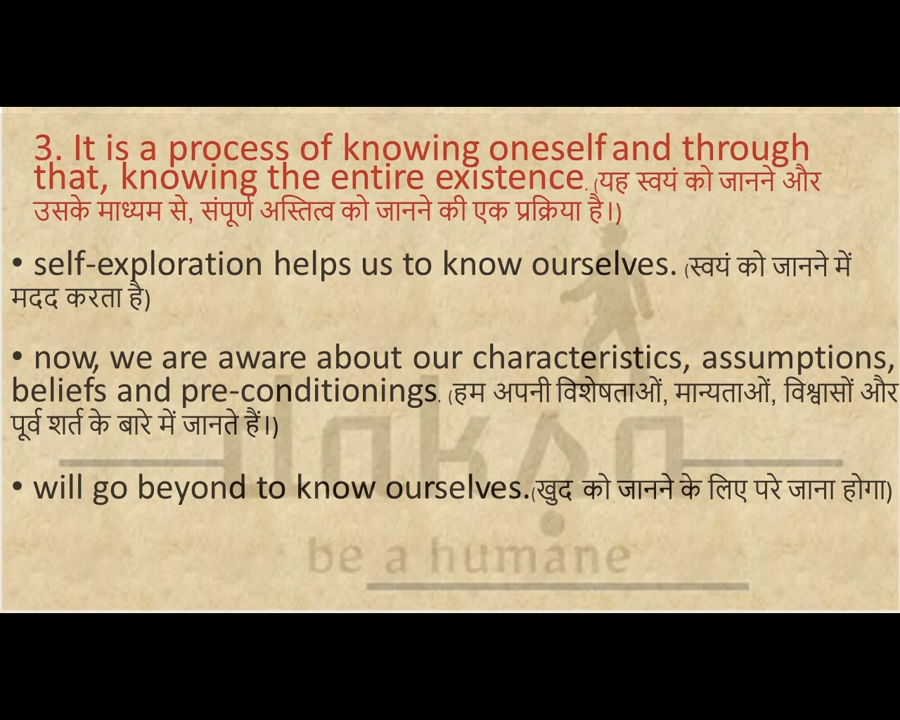 3. It is a process of knowing oneself and through
that, knowing the entire existence. (यह स्वयं को जानने और
उसके माध्यम से, संपूर्ण अस्तित्व को जानने की एक प्रक्रिया है।)
• self-exploration helps us to know ourselves. (स्वयं को जानने में
मदद करता है)
• now, we are aware about our characteristics, assumptions,
beliefs and pre-conditionings. (हम अपनी विशेषताओं, मान्यताओं, विश्वासों और
पूर्व शर्त के बारे में जानते हैं।)
• will go beyond to know ourselves.(खुद को जानने के लिए परे जाना होगा)
be a humane